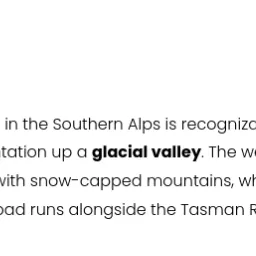 in the Southern Alps is recogniza
tation up a glacial valley. The w
with snow-capped mountains, wh
oad runs alongside the Tasman R